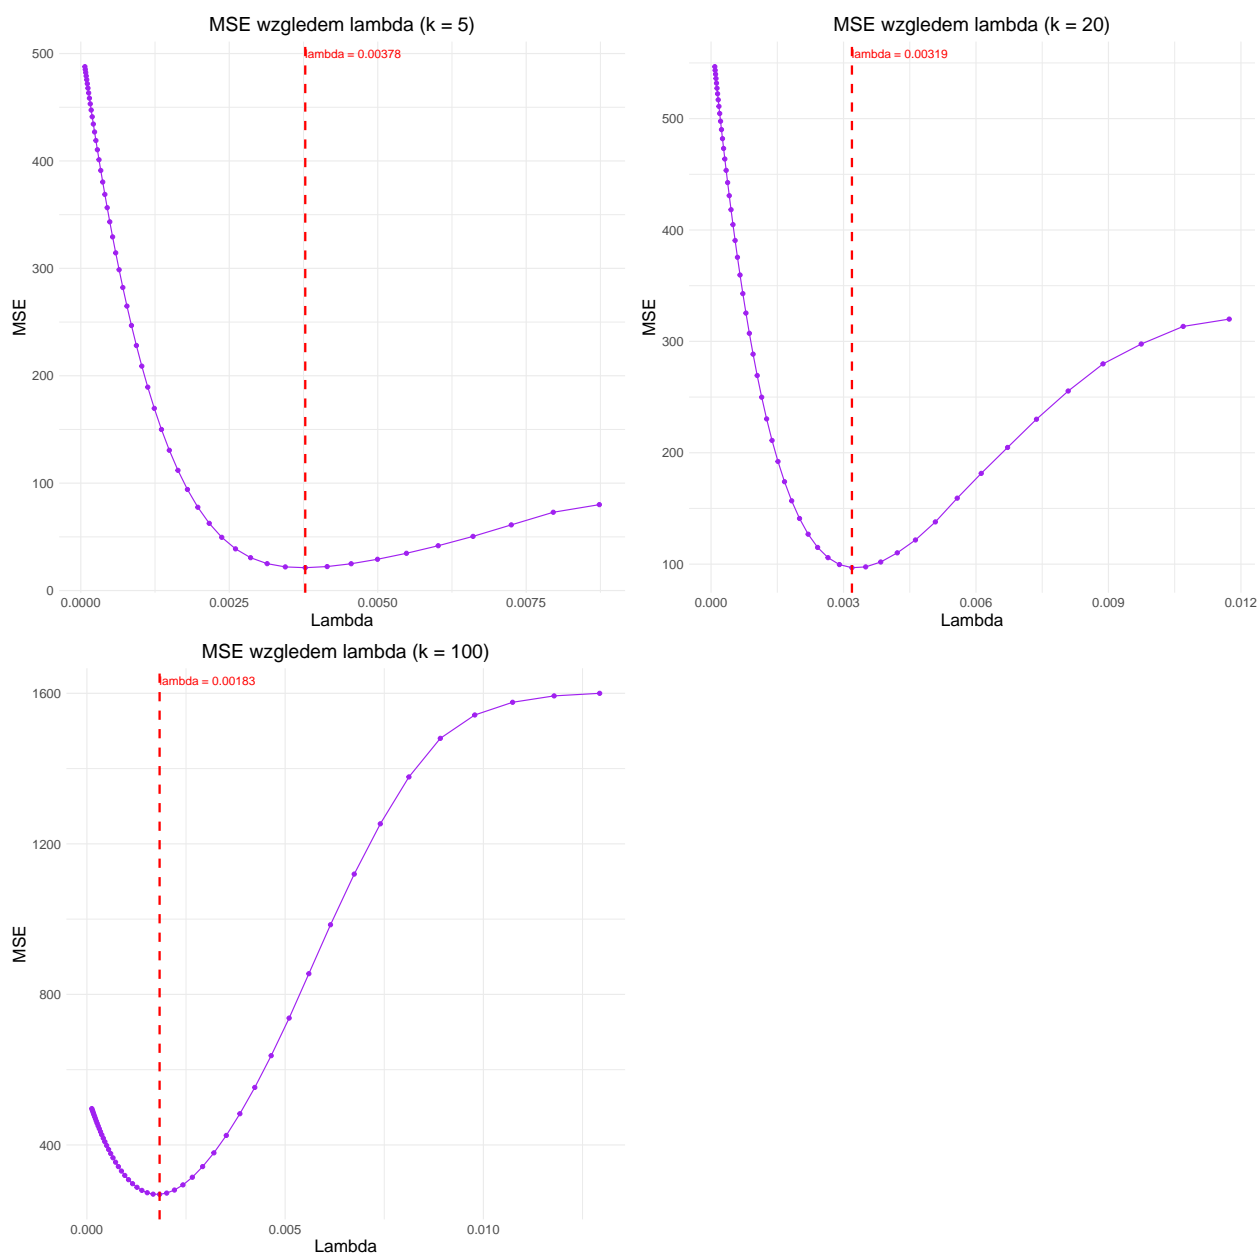 MSE wzgledem lambda (k = 5)
lambda = 0.00378
500
400
300
200
100
0
MSE
0.0000
0.0025
0.0050
0.0075
Lambda
MSE wzgledem lambda (k = 20)
lambda = 0.00319
500
400
300
200
100
MSE
0.000
0.003
0.006
0.009
0.012
Lambda
MSE wzgledem lambda (k = 100)
lambda = 0.00183
1600
1200
800
400
MSE
0.000
0.005
0.010
Lambda